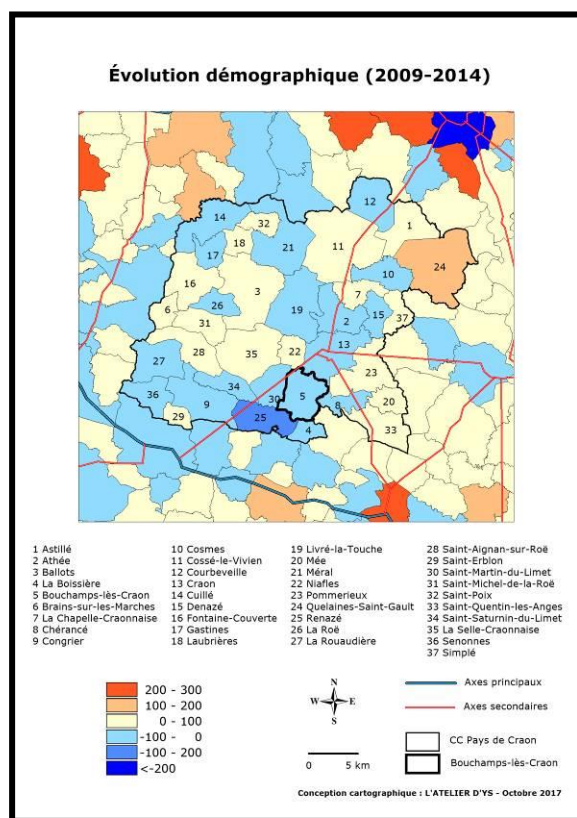 Évolution démographique (2009-2014)
12
14
32
1
18
21
11
17
24
10
16
3
7
26
19
15
6
2
37
31
13
28
35
22
27
23
34
36
30
5
9
8
20
29
25
4
33
1 Astillé
2 Athée
3 Ballots
4 La Boissière
5 Bouchamps-lès-Craon
6 Brains-sur-les-Marches
7 La Chapelle-Craonnaise
8 Chérancé
9 Congrier
10 Cosmes
11 Cossé-le-Vivien
12 Courbeveille
13 Craon
14 Cuillé
15 Denazé
16 Fontaine-Couverte
17 Gastines
18 Laubrières
19 Livré-la-Touche
20 Mée
21 Méral
22 Niafles
23 Pommerieux
24 Quelaines-Saint-Gault
25 Renazé
26 La Roë
27 La Rouaudière
28 Saint-Aignan-sur-Roë
29 Saint-Erblon
30 Saint-Martin-du-Limet
31 Saint-Michel-de-la-Roë
32 Saint-Poix
33 Saint-Quentin-les-Anges
34 Saint-Saturnin-du-Limet
35 La Selle-Craonnaise
36 Senonnes
37 Simplé
200 - 300
100 - 200
0 - 100
-100 - 0
-100 - 200
<-200
N
W E
S
0 5 km
Axes principaux
Axes secondaires
CC Pays de Craon
Bouchamps-lès-Craon
Conception cartographique : L'ATELIER D'YS - Octobre 2017